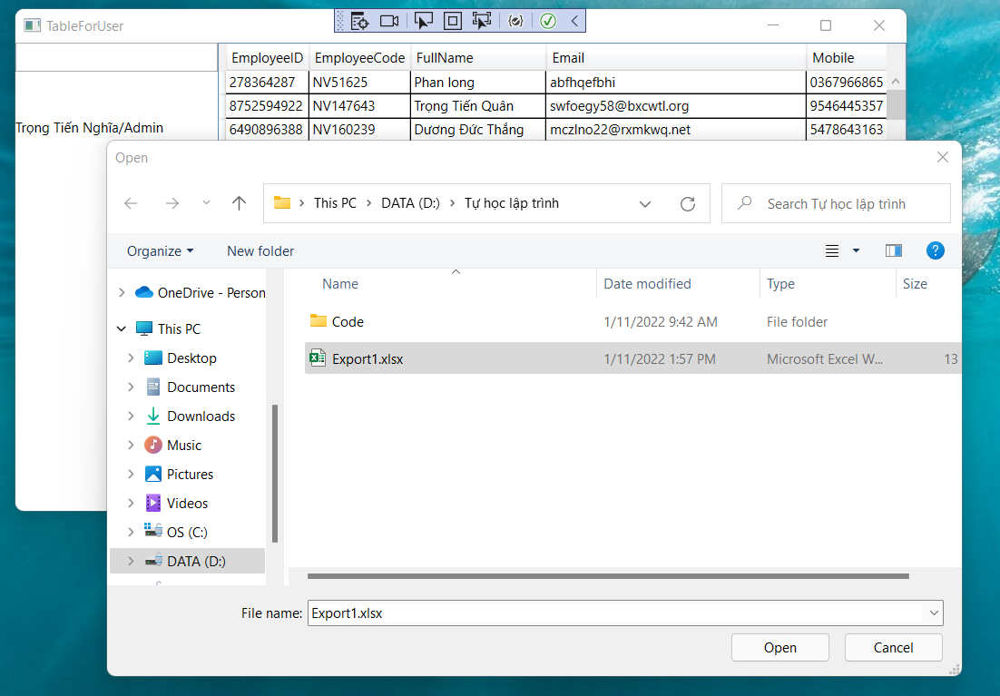 TableForUser
EmployeeID EmployeeCode FullName Email Mobile
278364287 NV51625 Phan long abfhqefbhi 0367966865
8752594922 NV147643 Trọng Tiến Quân swfoegy58@bxcwtl.org 9546445357
Trọng Tiến Nghĩa/Admin
6490896388 NV160239 Dương Đức Thắng mczlno22@rxmkwq.net 5478643163
Open
This PC > DATA (D:) > Tự học lập trình
Search Tự học lập trình
Organize New folder
Name Date modified Type Size
OneDrive - Person
This PC
Desktop
Documents
Downloads
Music
Pictures
Videos
OS (C:)
DATA (D:)
Code 1/11/2022 9:42 AM File folder
Export1.xlsx 1/11/2022 1:57 PM Microsoft Excel W... 13
File name: Export1.xlsx
Open Cancel